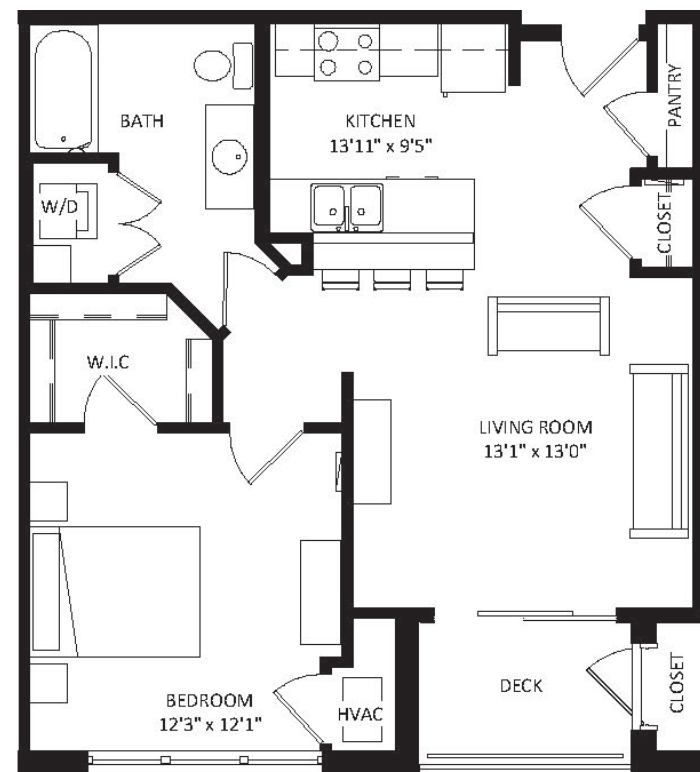 PANTRY
BATH
KITCHEN
13'11" x 9'5"
W/D
CLOSET
W.I.C
LIVING ROOM
13'1" x 13'0"
BEDROOM
12'3" x 12'1"
HVAC
DECK
CLOSET